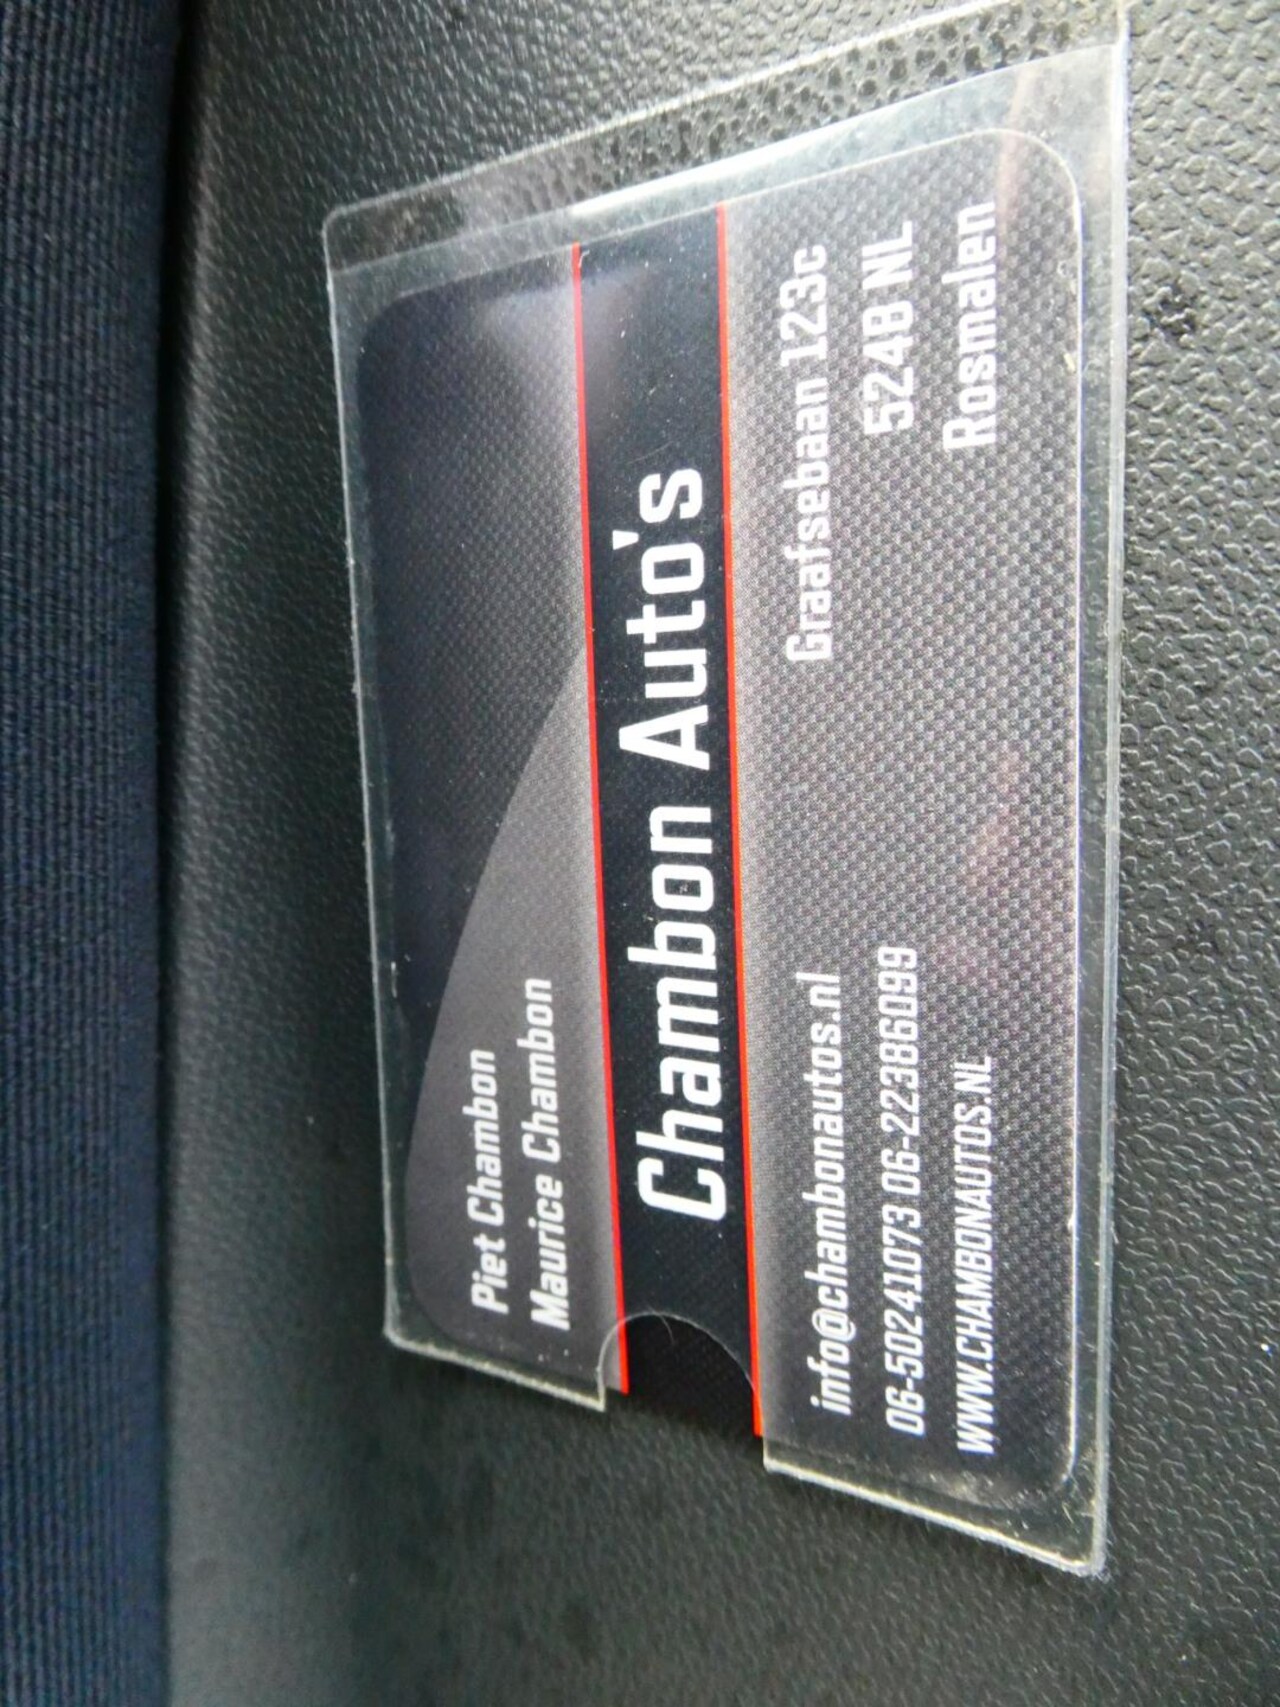 Piet Chambon
Maurice Chambon
Chambon Auto's
info@chambonautos.nl
06-50241073 06-22386099
WWW.CHAMBONAUTOS.NL
Graafsebaan 123c
5248 NL
Rosmalen